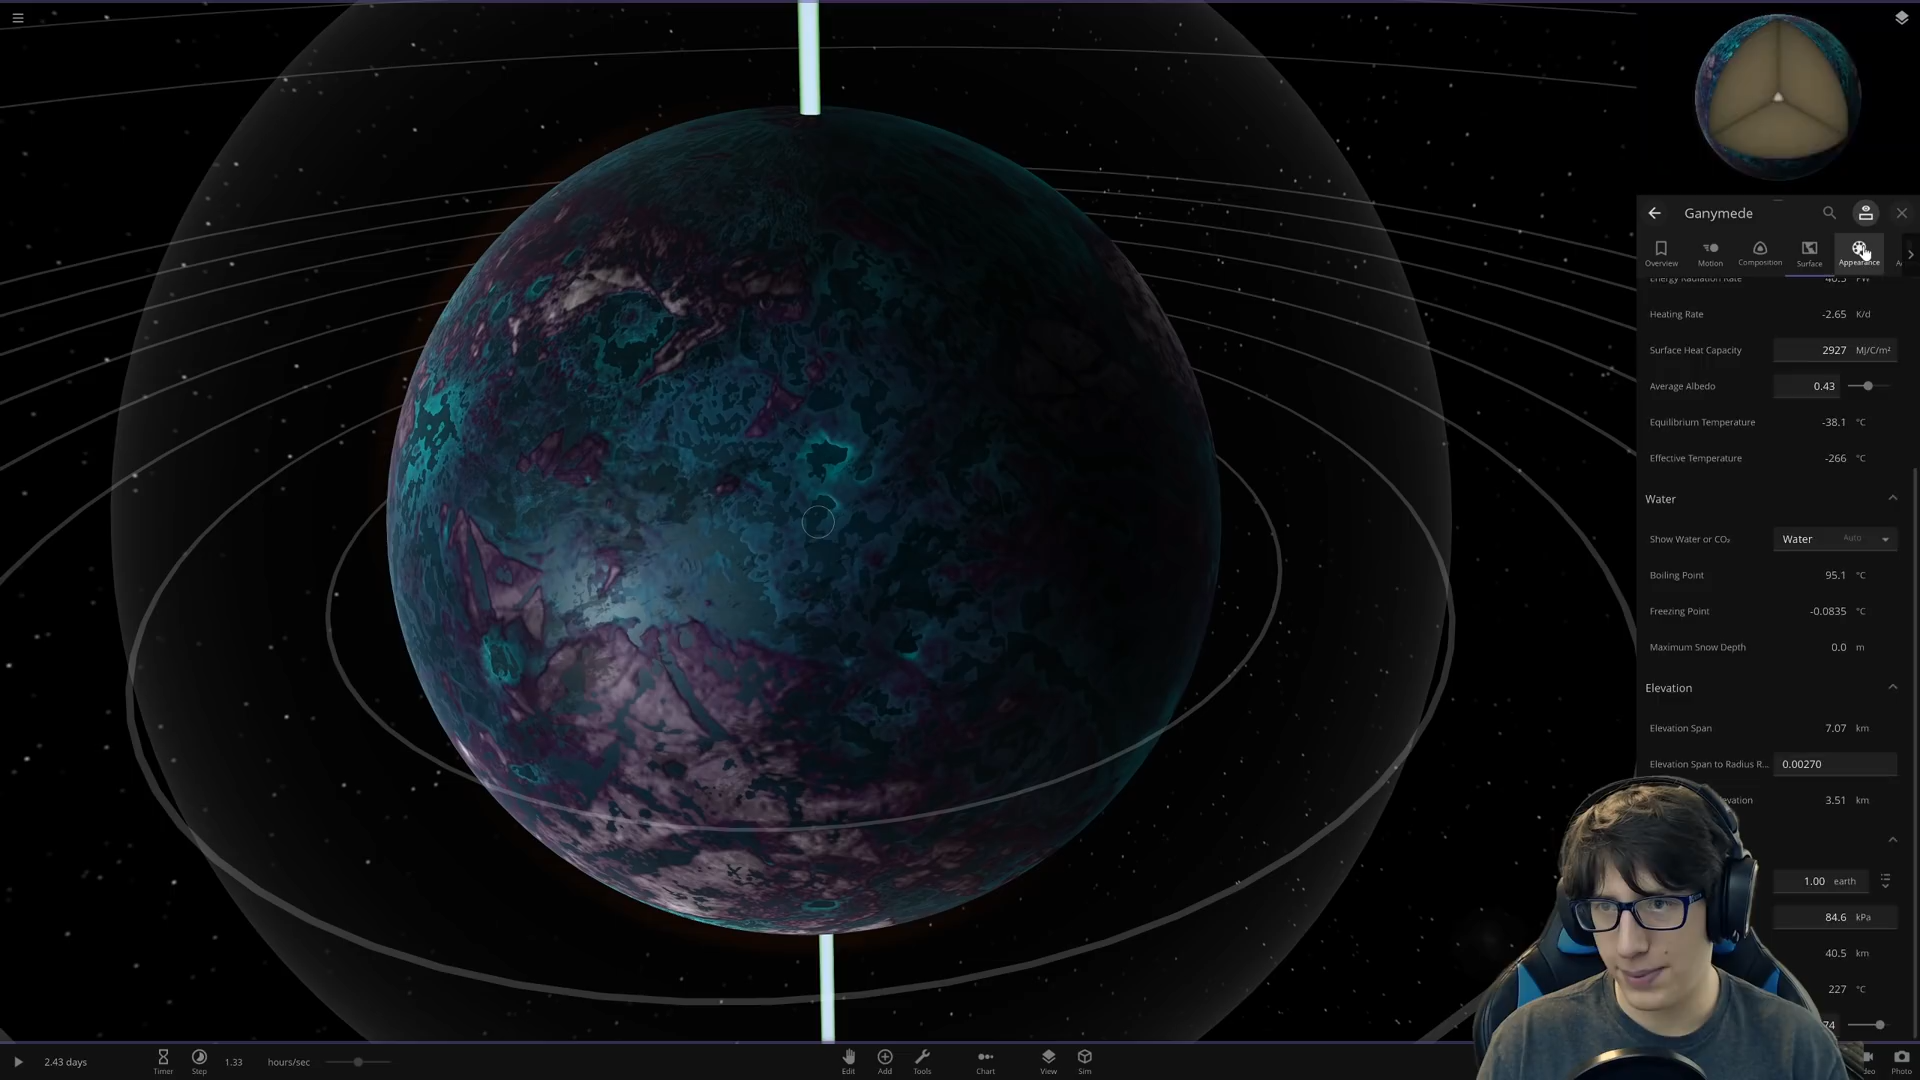 Ganymede
Overview
Motion
Composition
Surface
Appearance
Energy Radiation Rate
Heating Rate -2.65 K/d
Surface Heat Capacity 2927 MJ/C/m²
Average Albedo 0.43
Equilibrium Temperature -38.1 °C
Effective Temperature -266 °C
Water
Show Water or CO₂ Water Auto
Boiling Point 95.1 °C
Freezing Point -0.0835 °C
Maximum Snow Depth 0.0 m
Elevation
Elevation Span 7.07 km
Elevation Span to Radius R... 0.00270
3.51 km
1.00 earth
84.6 kPa
40.5 km
227 °C
74
2.43 days
Timer
Step
1.33 hours/sec
Edit
Add
Tools
Chart
View
Sim
Photo